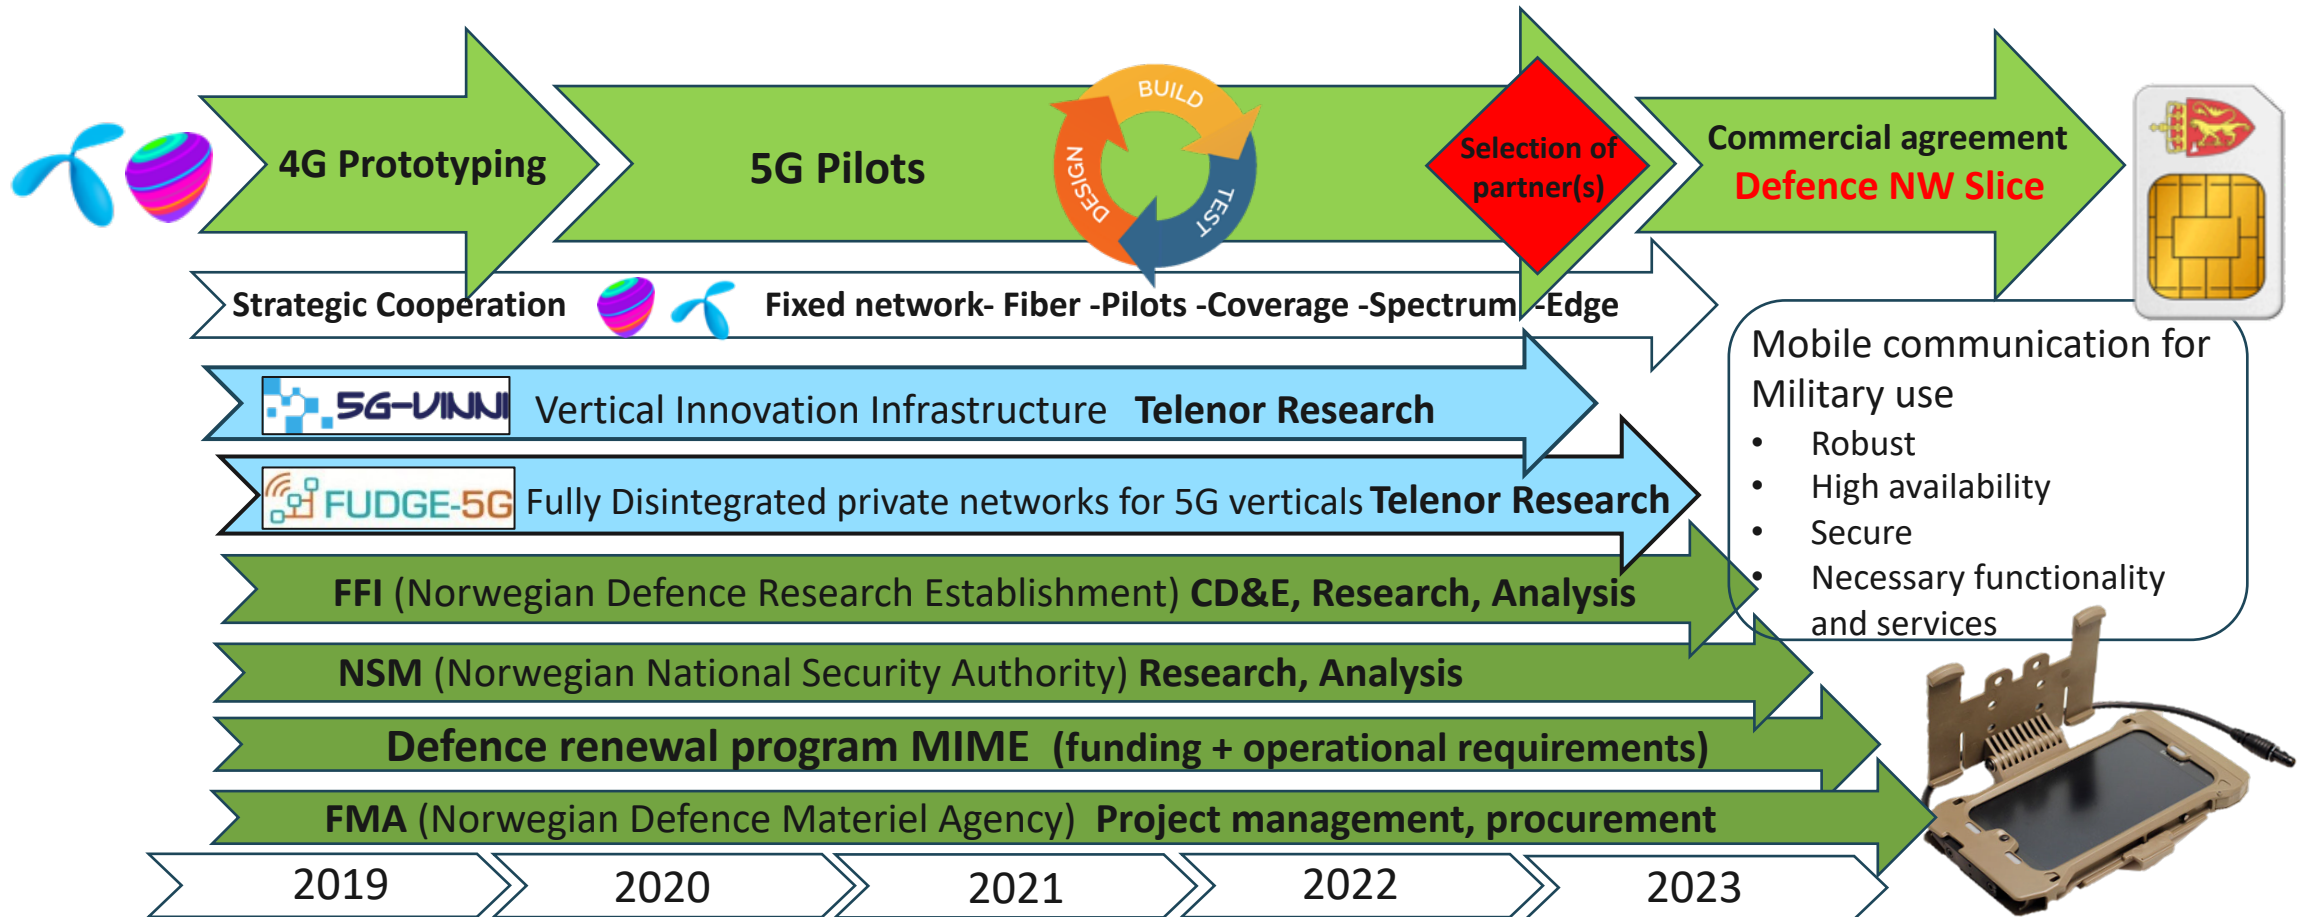 4G Prototyping
5G Pilots
BUILD
TEST
DESIGN
Selection of
partner(s)
Commercial agreement
Defence NW Slice
Strategic Cooperation
Fixed network- Fiber -Pilots -Coverage -Spectrum -Edge
5G-VINNI Vertical Innovation Infrastructure Telenor Research
FUDGE-5G Fully Disintegrated private networks for 5G verticals Telenor Research
FFI (Norwegian Defence Research Establishment) CD&E, Research, Analysis
NSM (Norwegian National Security Authority) Research, Analysis
Defence renewal program MIME (funding + operational requirements)
FMA (Norwegian Defence Materiel Agency) Project management, procurement
Mobile communication for
Military use
• Robust
• High availability
• Secure
• Necessary functionality
and services
2019
2020
2021
2022
2023